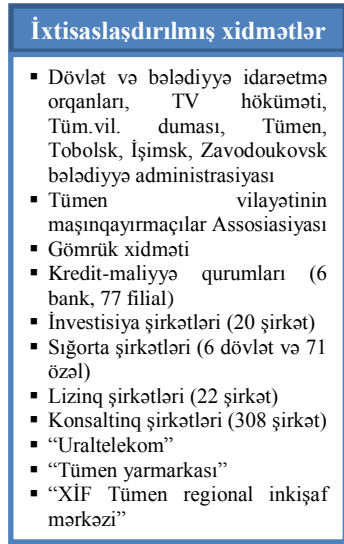 İxtisaslaşdırılmış xidmətlər
▪ Dövlət və bələdiyyə idarəetmə
orqanları, TV höküməti,
Tüm.vil. duması, Tümen,
Tobolsk, İşimsk, Zavodoukovsk
bələdiyyə administrasiyası
▪ Tümen vilayətinin
maşınqayırmaçılar Assosiasiyası
▪ Gömrük xidməti
▪ Kredit-maliyyə qurumları (6
bank, 77 filial)
▪ İnvestisiya şirkətləri (20 şirkət)
▪ Sığorta şirkətləri (6 dövlət və 71
özəl)
▪ Lizinq şirkətləri (22 şirkət)
▪ Konsaltinq şirkətləri (308 şirkət)
▪ “Uraltelekom”
▪ “Tümen yarmarkası”
▪ “XİF Tümen regional inkişaf
mərkəzi”